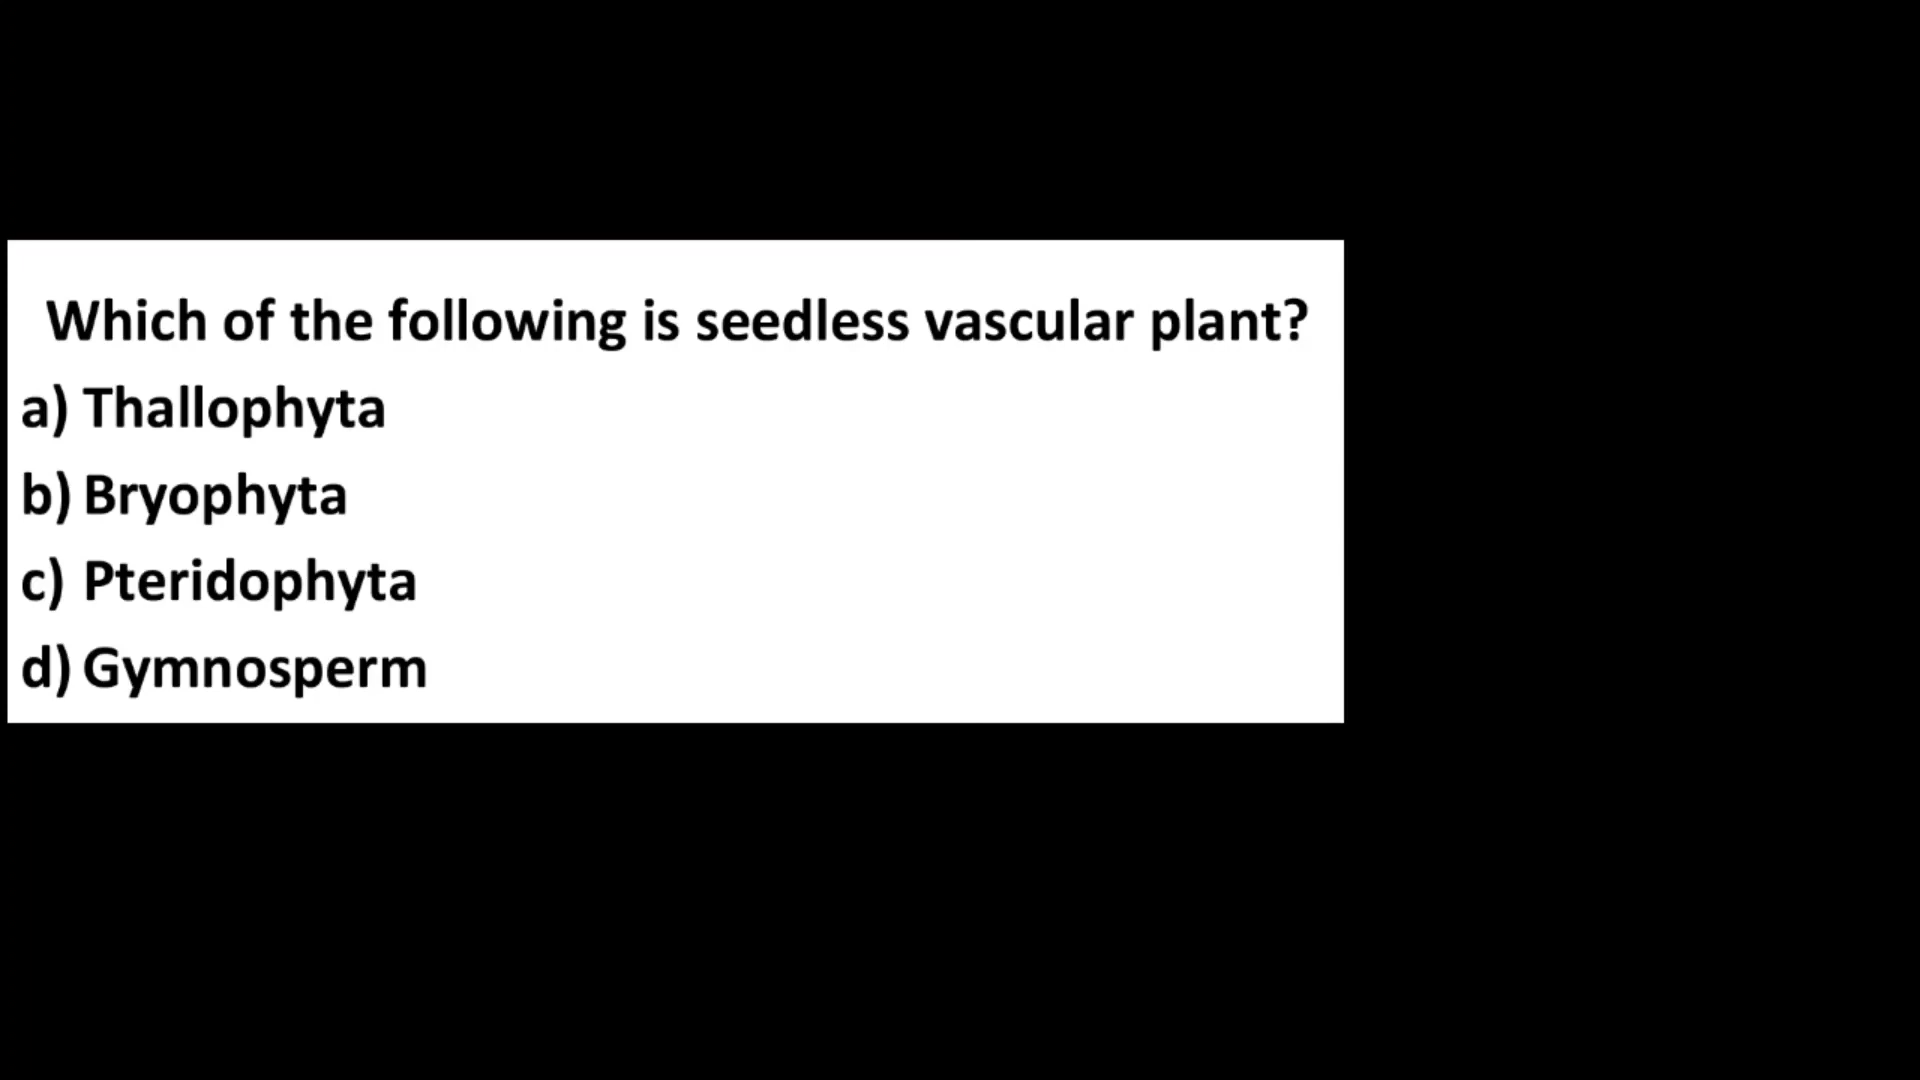 Which of the following is seedless vascular plant?
a) Thallophyta
b) Bryophyta
c) Pteridophyta
d) Gymnosperm